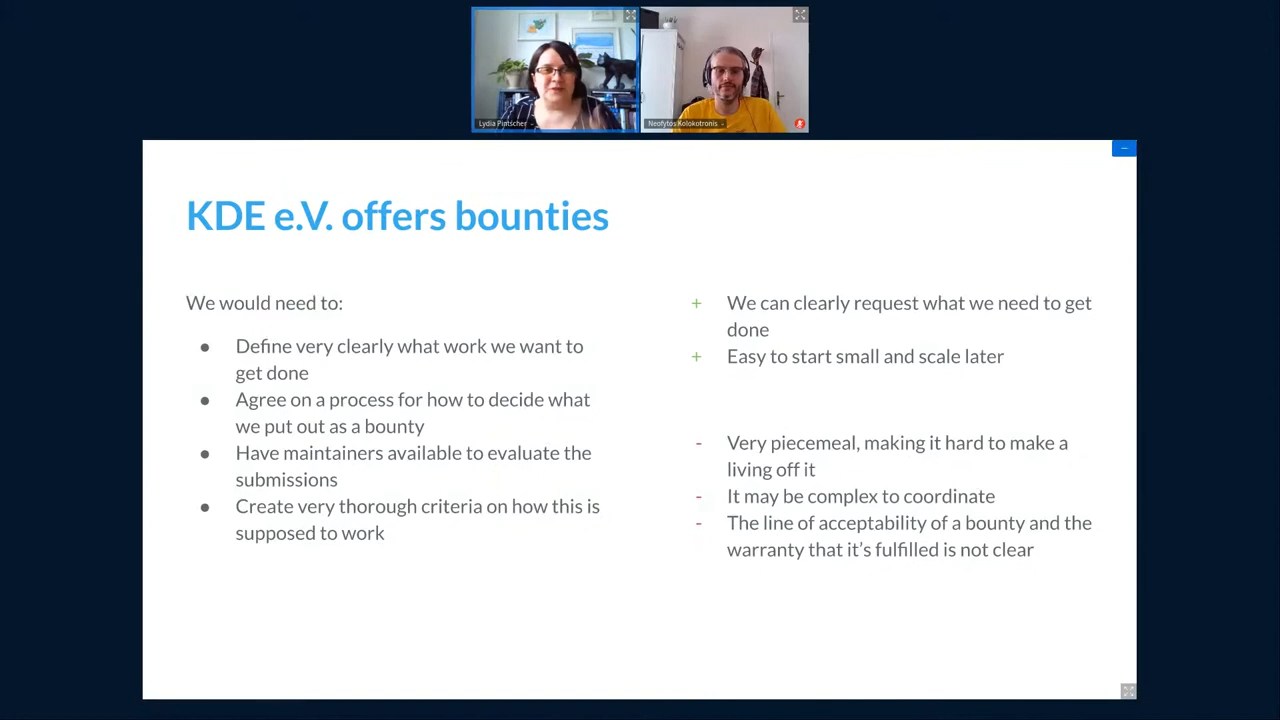 Lydia Pintscher
Neofytos Kolokotronis
KDE e.V. offers bounties
We would need to:
● Define very clearly what work we want to
get done
● Agree on a process for how to decide what
we put out as a bounty
● Have maintainers available to evaluate the
submissions
● Create very thorough criteria on how this is
supposed to work
+ We can clearly request what we need to get
done
+ Easy to start small and scale later
- Very piecemeal, making it hard to make a
living off it
- It may be complex to coordinate
- The line of acceptability of a bounty and the
warranty that it’s fulfilled is not clear